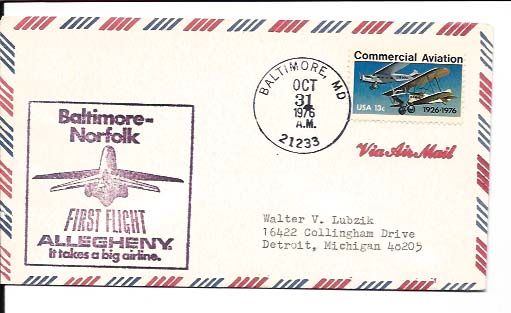 Commercial Aviation
USA 13c 1926·1976
BALTIMORE, MD
OCT
31
1976
A.M.
21233
Via Air Mail
Baltimore-
Norfolk
FIRST FLIGHT
ALLEGHENY.
It takes a big airline.
Walter V. Lubzik
16422 Collingham Drive
Detroit, Michigan 48205